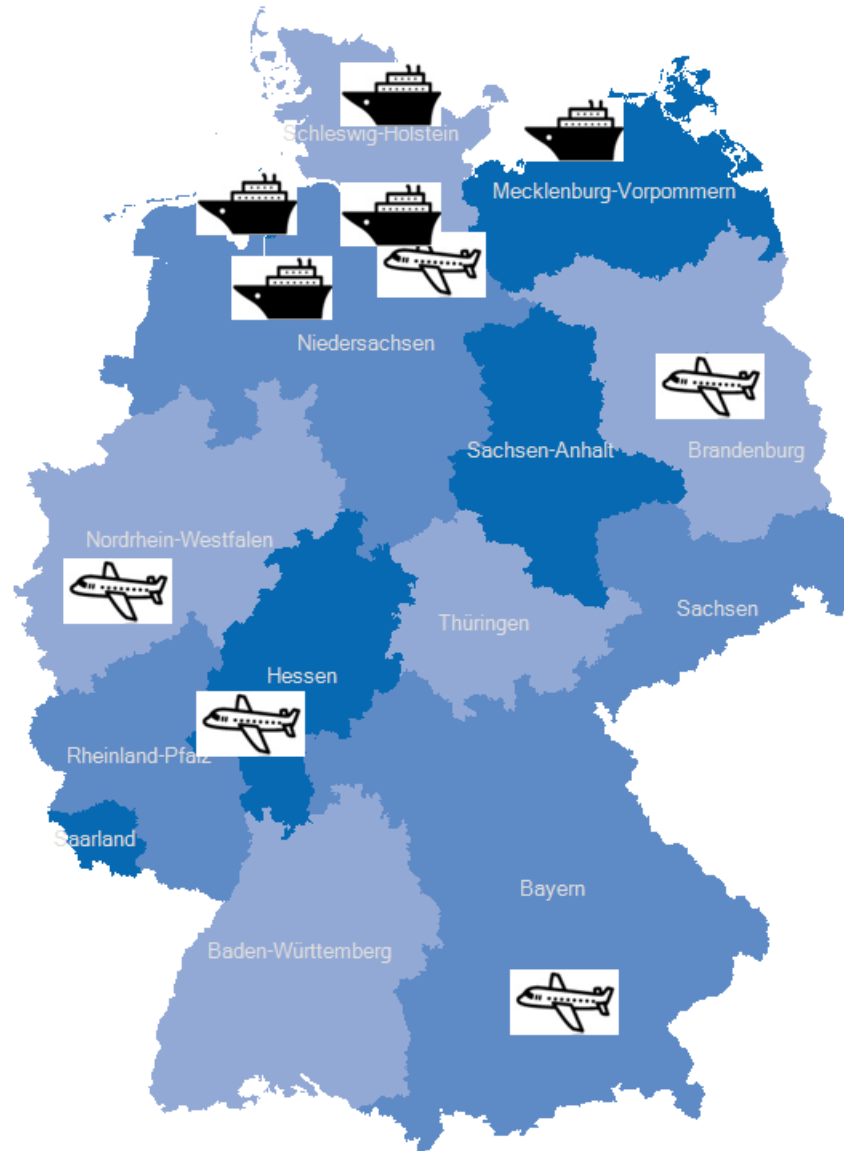 Schleswig-Holstein
Mecklenburg-Vorpommern
Niedersachsen
Sachsen-Anhalt
Brandenburg
Nordrhein-Westfalen
Sachsen
Thüringen
Hessen
Rheinland-Pfalz
Saarland
Bayern
Baden-Württemberg